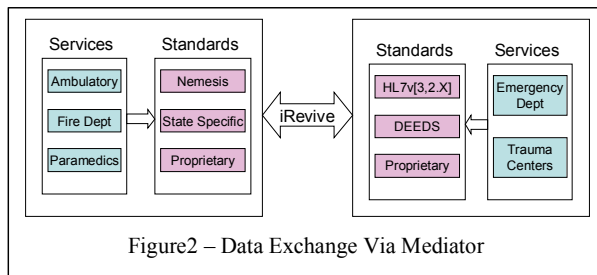 Services
Standards
Ambulatory
Fire Dept
Paramedics
Nemesis
State Specific
Proprietary
iRevive
Standards
Services
HL7v[3,2.X]
DEEDS
Proprietary
Emergency
Dept
Trauma
Centers
Figure2 – Data Exchange Via Mediator